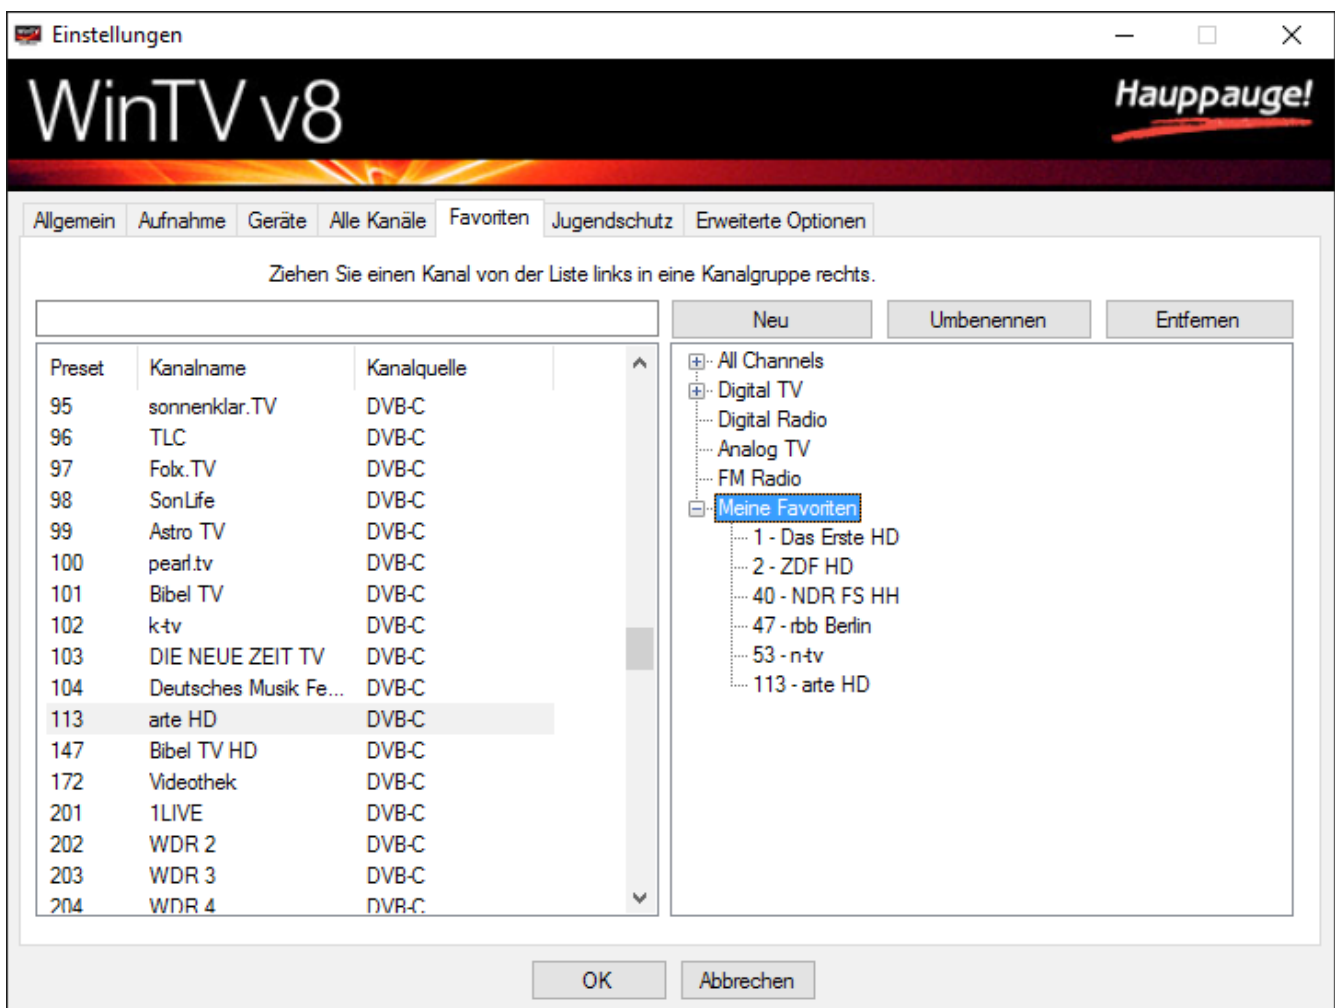 Einstellungen
WinTV v8
Hauppauge!
Allgemein Aufnahme Geräte Alle Kanäle Favoriten Jugendschutz Erweiterte Optionen
Ziehen Sie einen Kanal von der Liste links in eine Kanalgruppe rechts.
Neu Umbenennen Entfernen
Preset Kanalname Kanalquelle
95 sonnenklar.TV DVB-C
96 TLC DVB-C
97 Folx.TV DVB-C
98 SonLife DVB-C
99 Astro TV DVB-C
100 pearl.tv DVB-C
101 Bibel TV DVB-C
102 k-tv DVB-C
103 DIE NEUE ZEIT TV DVB-C
104 Deutsches Musik Fe... DVB-C
113 arte HD DVB-C
147 Bibel TV HD DVB-C
172 Videothek DVB-C
201 1LIVE DVB-C
202 WDR 2 DVB-C
203 WDR 3 DVB-C
204 WDR 4 DVB-C
All Channels
Digital TV
Digital Radio
Analog TV
FM Radio
Meine Favoriten
1 - Das Erste HD
2 - ZDF HD
40 - NDR FS HH
47 - rbb Berlin
53 - n-tv
113 - arte HD
OK Abbrechen